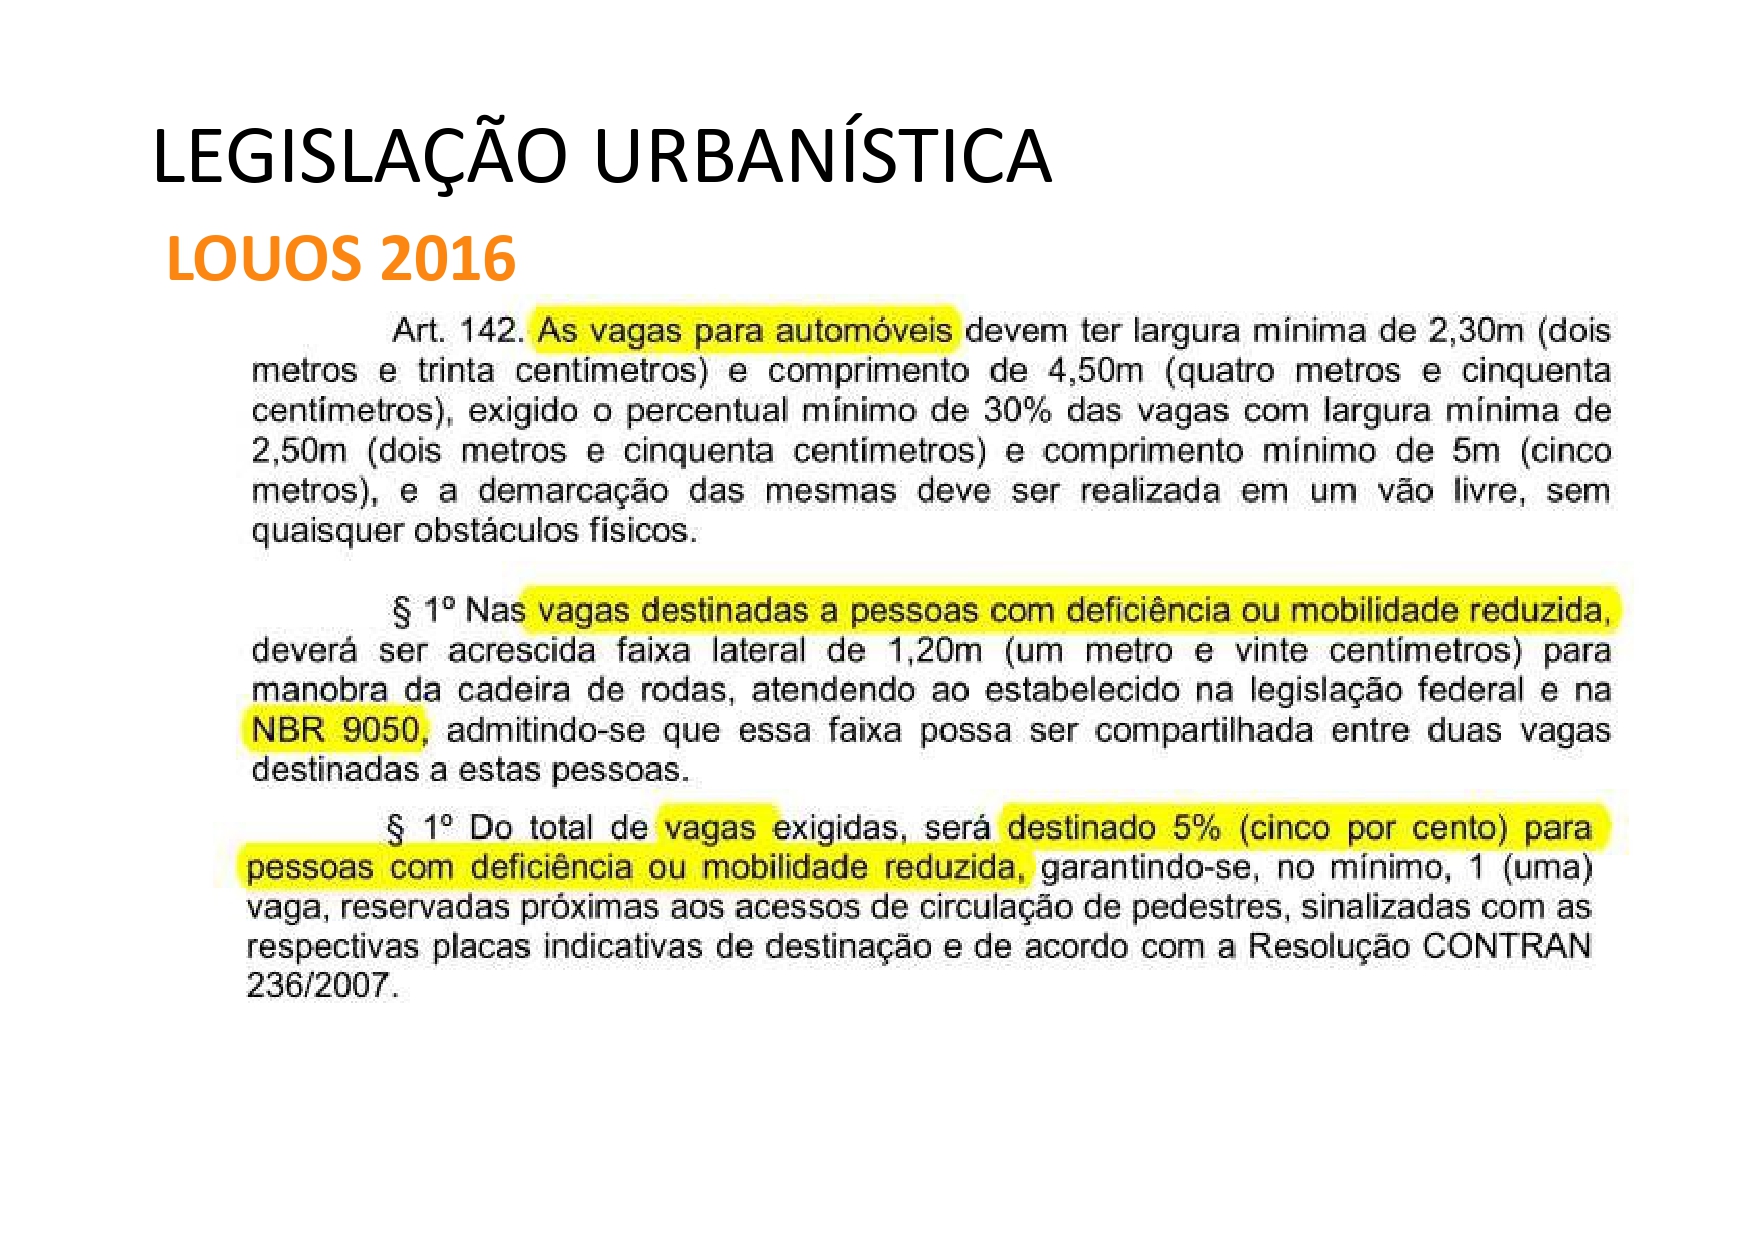 LEGISLAÇÃO URBANÍSTICA
LOUOS 2016
Art. 142. As vagas para automóveis devem ter largura mínima de 2,30m (dois
metros e trinta centímetros) e comprimento de 4,50m (quatro metros e cinquenta
centímetros), exigido o percentual mínimo de 30% das vagas com largura mínima de
2,50m (dois metros e cinquenta centímetros) e comprimento mínimo de 5m (cinco
metros), e a demarcação das mesmas deve ser realizada em um vão livre, sem
quaisquer obstáculos físicos.
§ 1º Nas vagas destinadas a pessoas com deficiência ou mobilidade reduzida,
deverá ser acrescida faixa lateral de 1,20m (um metro e vinte centímetros) para
manobra da cadeira de rodas, atendendo ao estabelecido na legislação federal e na
NBR 9050, admitindo-se que essa faixa possa ser compartilhada entre duas vagas
destinadas a estas pessoas.
§ 1º Do total de vagas exigidas, será destinado 5% (cinco por cento) para
pessoas com deficiência ou mobilidade reduzida, garantindo-se, no mínimo, 1 (uma)
vaga, reservadas próximas aos acessos de circulação de pedestres, sinalizadas com as
respectivas placas indicativas de destinação e de acordo com a Resolução CONTRAN
236/2007.